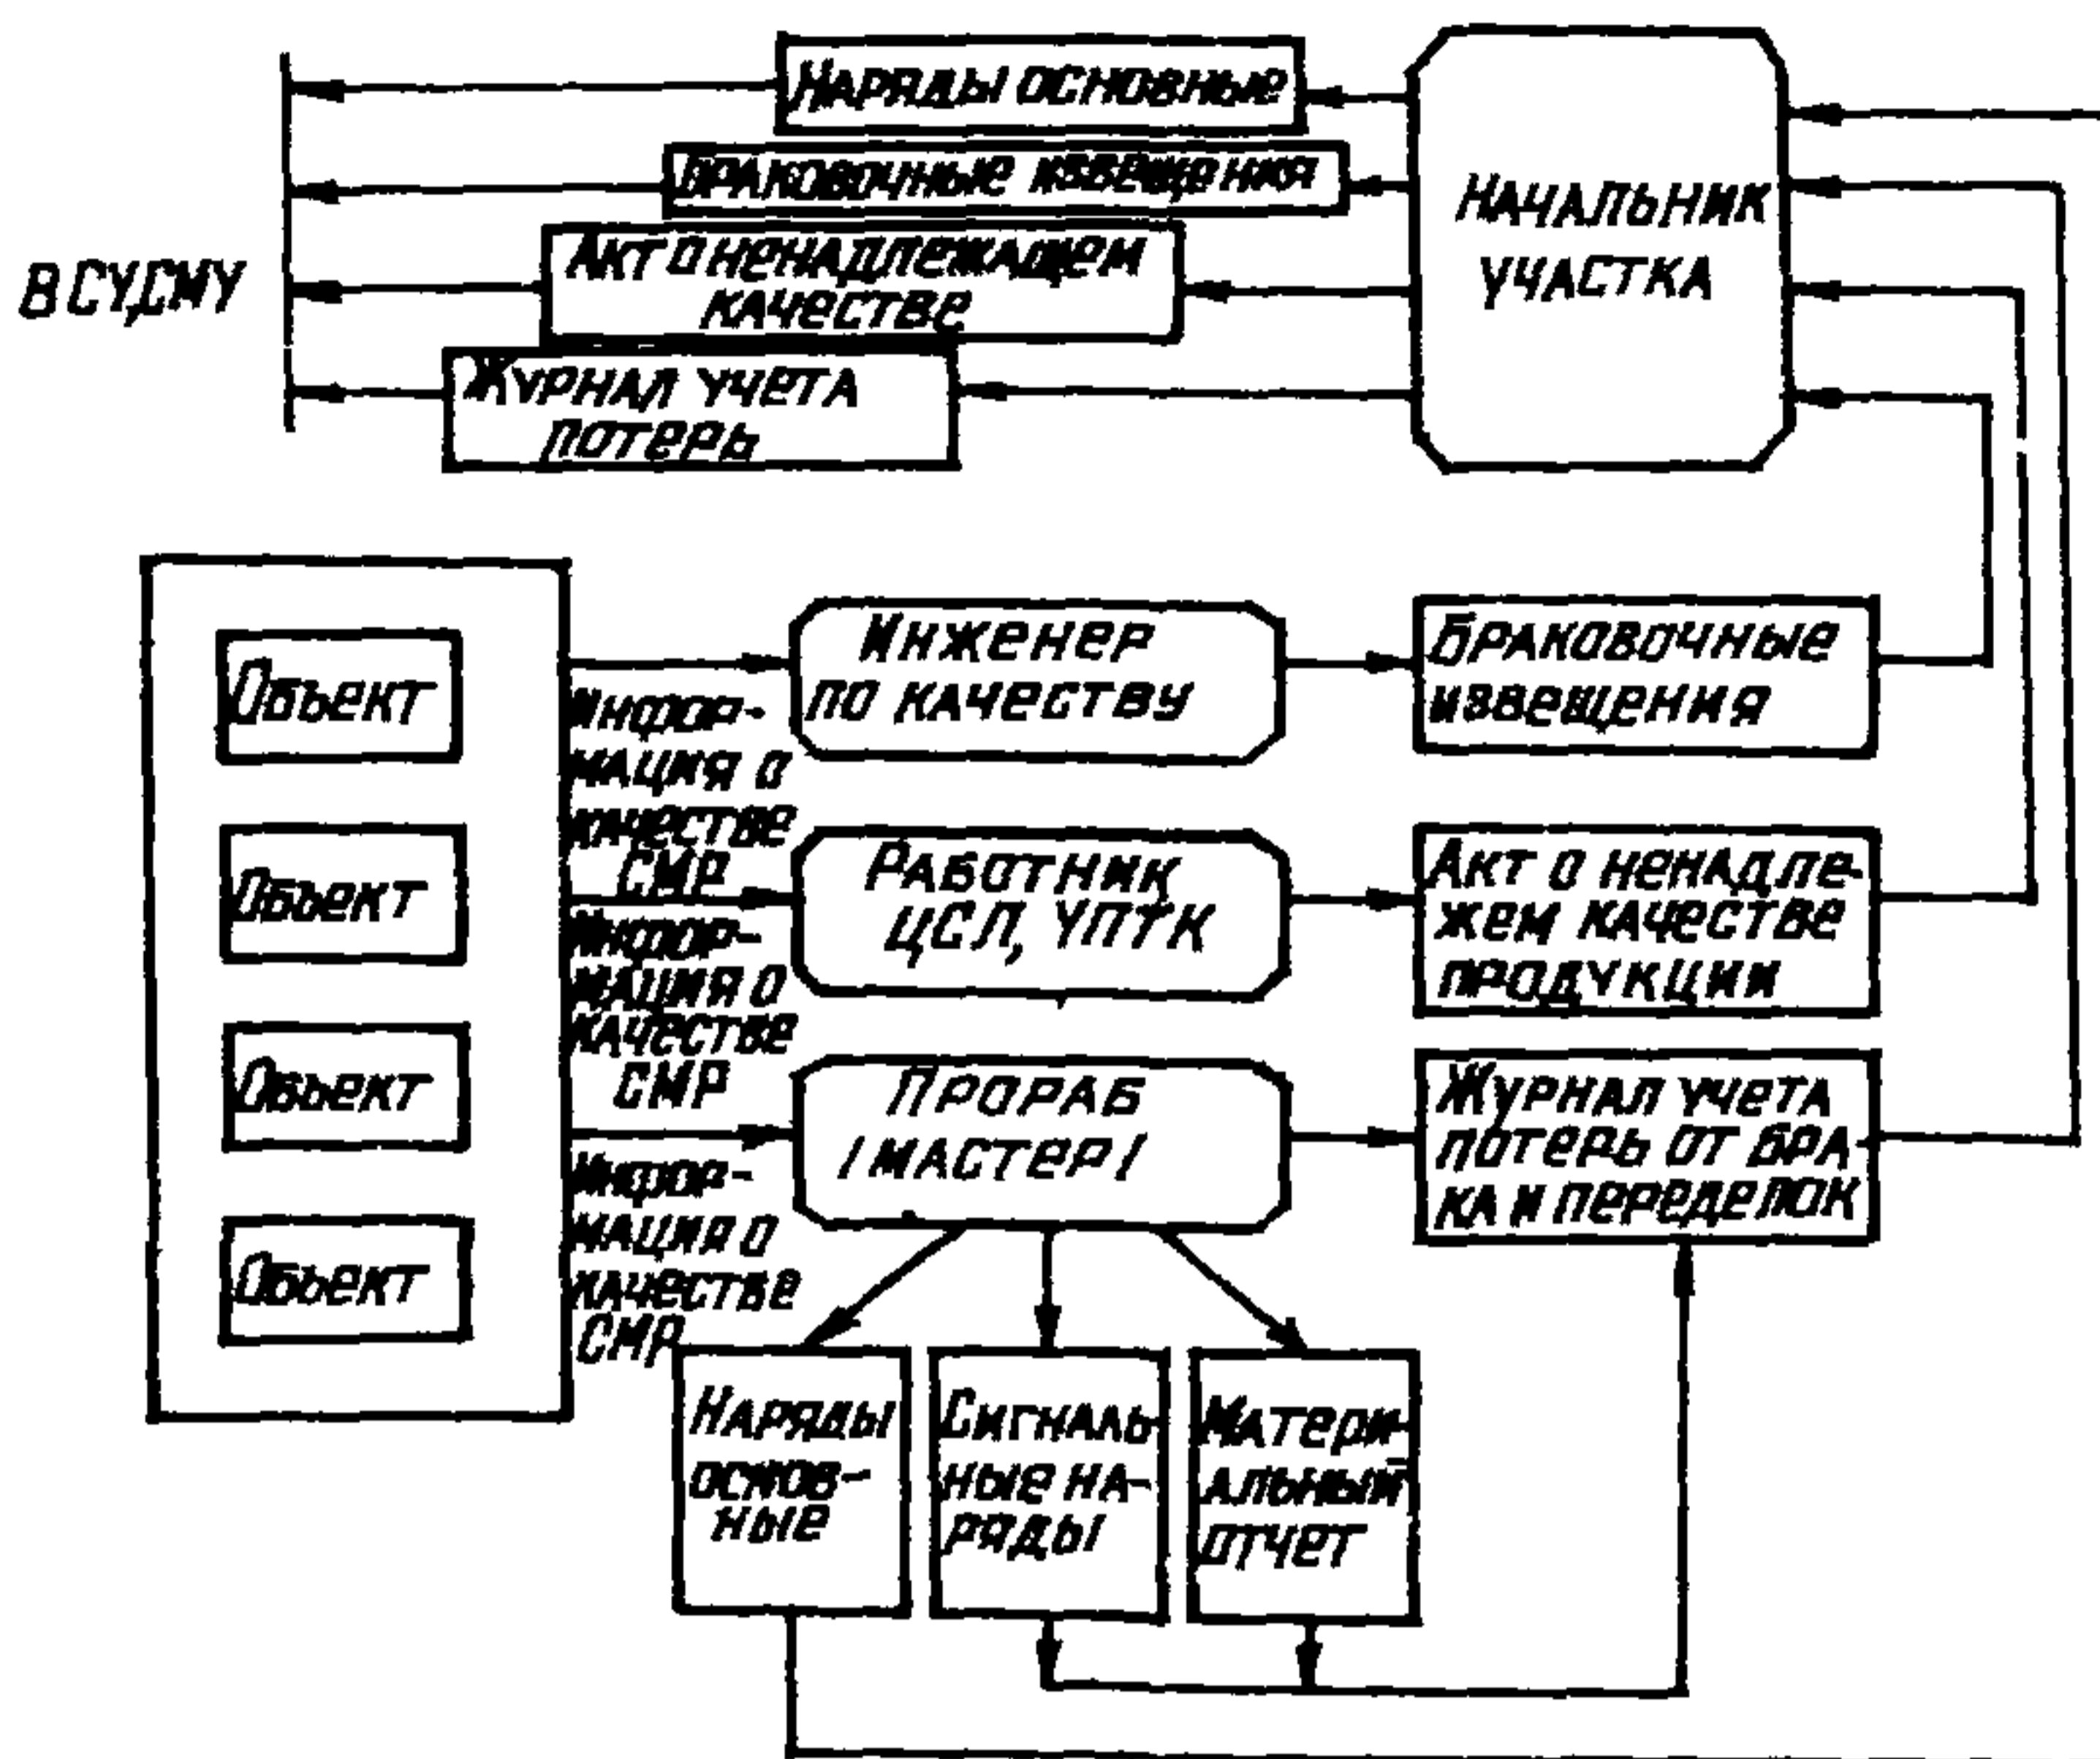 Наряды основные
Браковочные извещения
Акт о ненадлежащем
качестве
Журнал учета
потерь
В СУ,СМУ
Начальник
участка
Объект
Объект
Объект
Объект
Инфор-
мация о
качестве
СМР
Инфор-
мация о
качестве
СМР
Инфор-
мация о
качестве
СМР
Инженер
по качеству
Работник
ЦСЛ, УПТК
Прораб
/мастер/
Браковочные
извещения
Акт о ненадле-
жем качестве
продукции
Журнал учета
потерь от бра-
ка и переделок
Наряды
основ-
ные
Сигналь-
ные на-
ряды
Матери-
альный
отчет